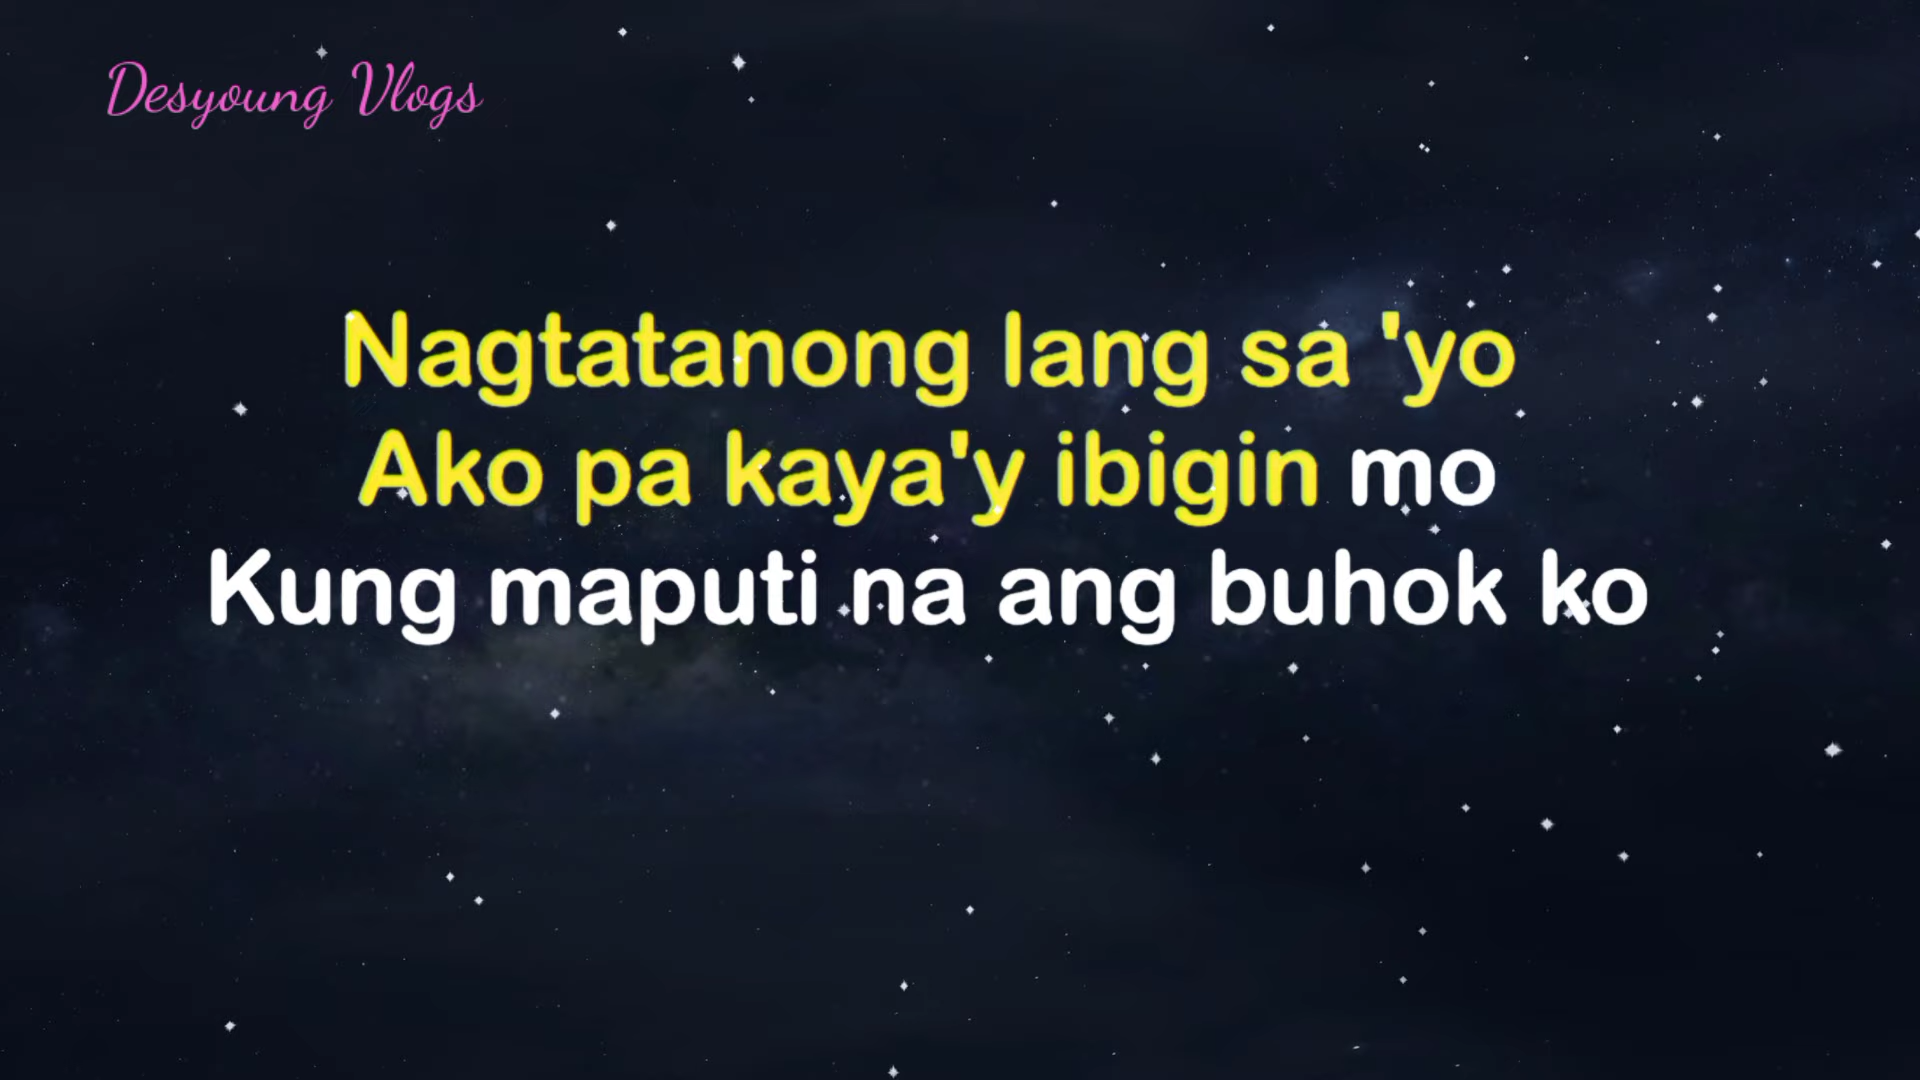 Desyoung Vlogs
Nagtatanong lang sa 'yo
Ako pa kaya'y ibigin mo
Kung maputi na ang buhok ko